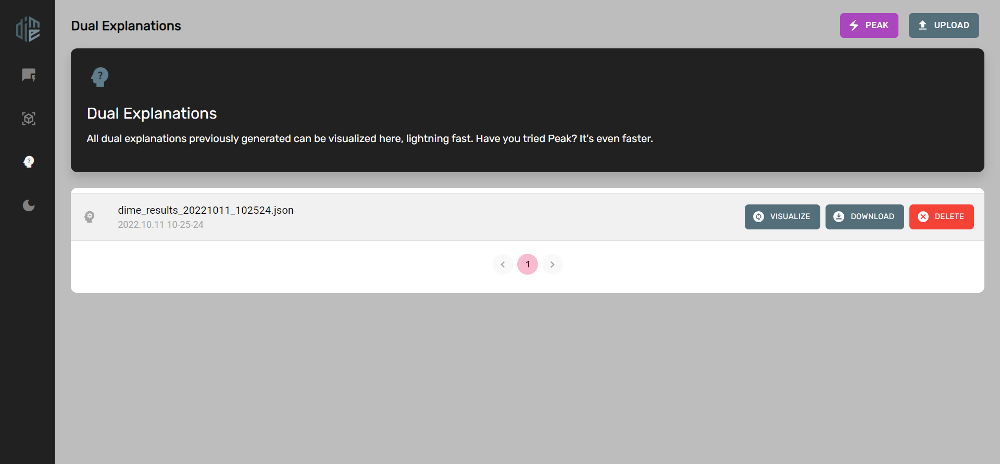 dime
Dual Explanations
PEAK
UPLOAD
Dual Explanations
All dual explanations previously generated can be visualized here, lightning fast. Have you tried Peak? It's even faster.
dime_results_20221011_102524.json
2022.10.11 10-25-24
VISUALIZE
DOWNLOAD
DELETE
1